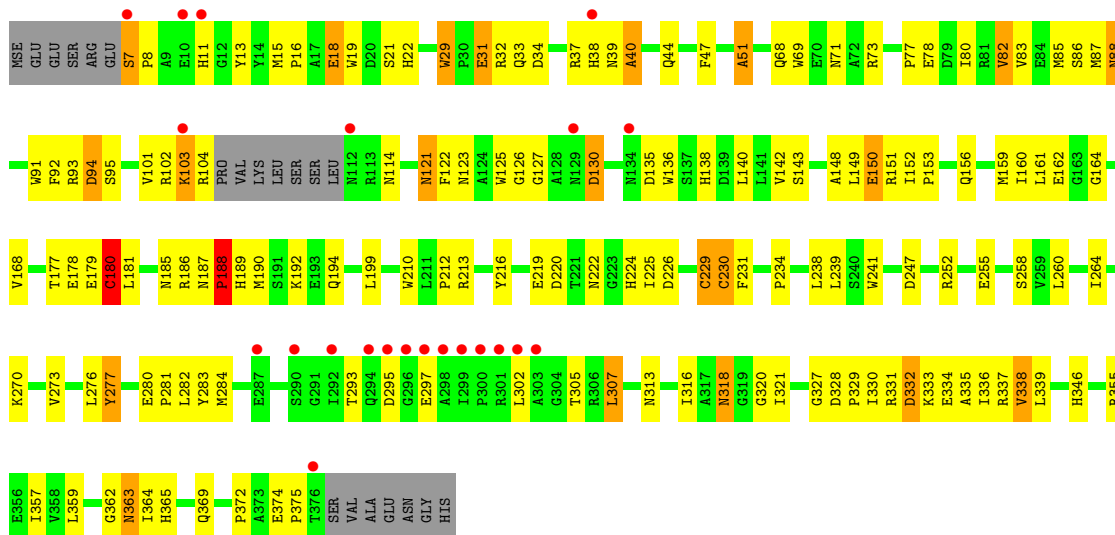 MSE GLU GLU SER ARG GLU S7 P8 A9 E10 H11 G12 Y13 Y14 M15 P16 A17 E18 W19 D20 S21 H22 W29 P30 E31 R32 Q33 D34 R37 H38 N39 A40 Q44 F47 A51 Q68 W69 E70 N71 A72 R73 P77 E78 D79 I80 R81 V82 V83 E84 M85 S86 M87 N88
W91 F92 R93 D94 S95 V101 R102 K103 R104 PRO VAL LYS LEU SER SER LEU N112 R113 N114 N121 F122 N123 A124 W125 G126 G127 A128 N129 D130 N134 D135 W136 S137 H138 D139 L140 L141 V142 S143 A148 L149 E150 R151 I152 P153 Q156 M159 I160 L161 E162 G163 G164
V168 T177 E178 E179 C180 L181 N185 R186 N187 P188 H189 M190 S191 K192 E193 Q194 L199 W210 L211 P212 R213 Y216 E219 D220 T221 N222 G223 H224 I225 D226 C229 C230 F231 P234 L238 L239 S240 W241 D247 R252 E255 S258 V259 L260 I264
K270 V273 L276 Y277 E280 P281 L282 Y283 M284 E287 S290 G291 I292 T293 Q294 D295 G296 E297 A298 I299 P300 R301 L302 A303 G304 T305 R306 L307 N313 I316 A317 N318 G319 G320 I321 G327 D328 P329 I330 R331 D332 K333 E334 A335 I336 R337 V338 L339 H346
E356 I357 V358 L359 G362 N363 I364 H365 Q369 P372 A373 E374 P375 T376 SER VAL ALA GLU ASN GLY HIS